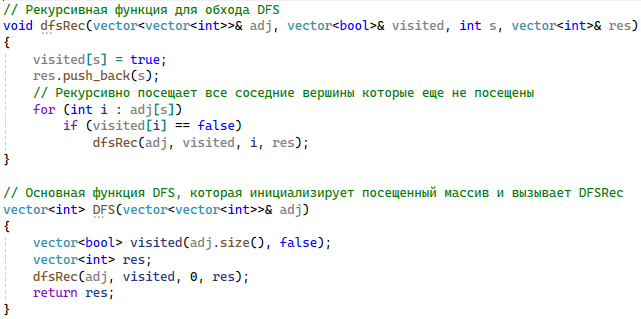 // Рекурсивная функция для обхода DFS
void dfsRec(vector<vector<int>>& adj, vector<bool>& visited, int s, vector<int>& res)
{
    visited[s] = true;
    res.push_back(s);
    // Рекурсивно посещает все соседние вершины которые еще не посещены
    for (int i : adj[s])
        if (visited[i] == false)
            dfsRec(adj, visited, i, res);
}

// Основная функция DFS, которая инициализирует посещенный массив и вызывает DFSRec
vector<int> DFS(vector<vector<int>>& adj)
{
    vector<bool> visited(adj.size(), false);
    vector<int> res;
    dfsRec(adj, visited, 0, res);
    return res;
}